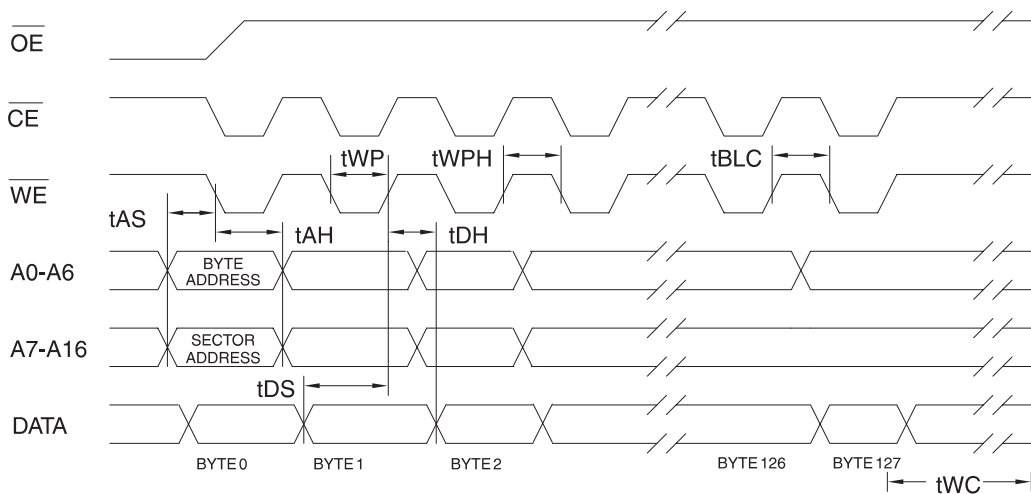 OE
CE
tWP tWPH tBLC
WE
tAS tAH tDH
A0-A6 BYTE ADDRESS
A7-A16 SECTOR ADDRESS
tDS
DATA
BYTE 0 BYTE 1 BYTE 2 BYTE 126 BYTE 127
tWC